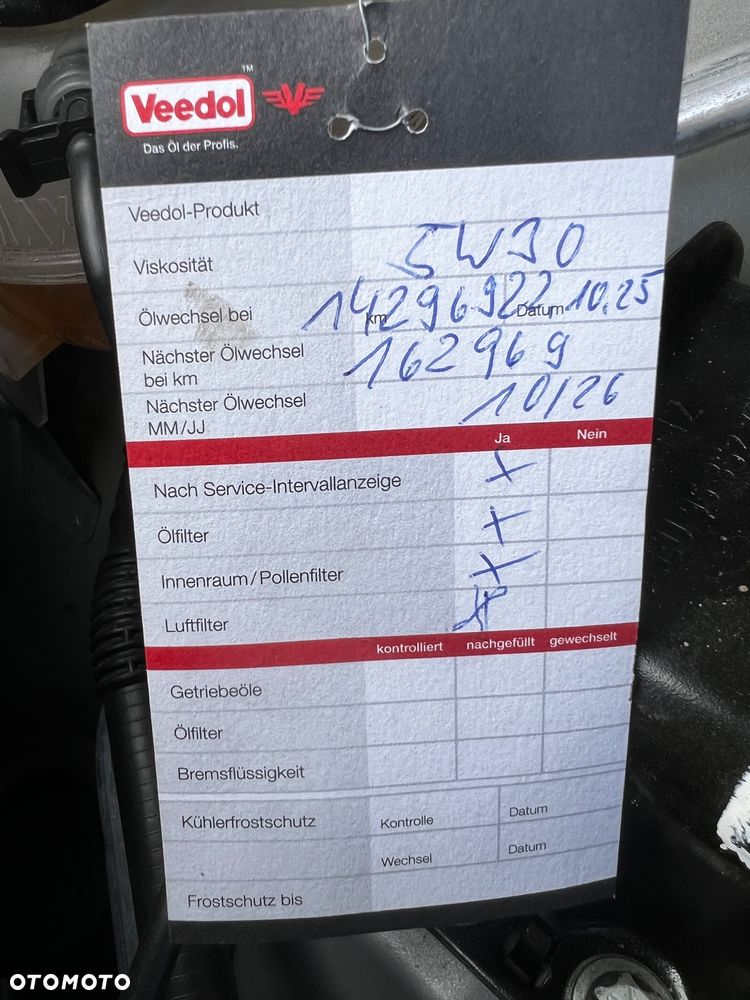 Veedol™
Das Öl der Profis.
Veedol-Produkt
Viskosität 5W30
Ölwechsel bei 142969 km Datum 22.10.25
Nächster Ölwechsel bei km 162969
Nächster Ölwechsel MM/JJ 10/26
Ja Nein
Nach Service-Intervallanzeige X
Ölfilter X
Innenraum/Pollenfilter X
Luftfilter
kontrolliert nachgefüllt gewechselt
Getriebeöle
Ölfilter
Bremsflüssigkeit
Kühlerfrostschutz Kontrolle Datum
Wechsel Datum
Frostschutz bis
OTOMOTO